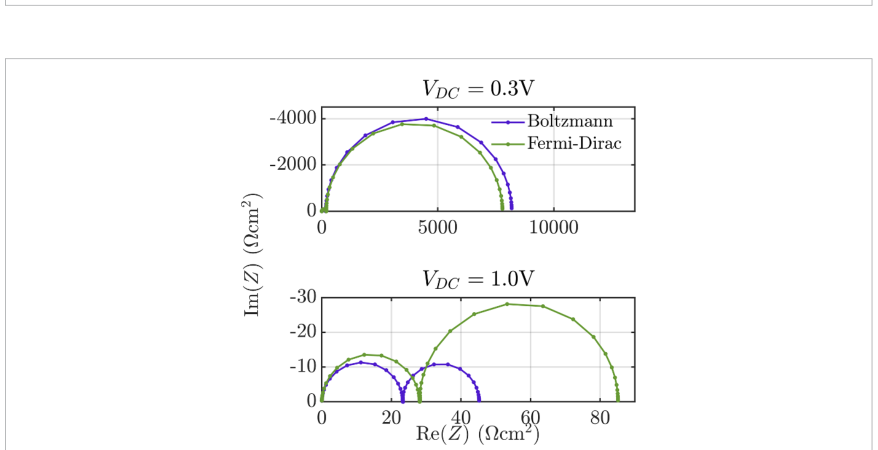 V_DC = 0.3V
-4000
-2000
0
Boltzmann
Fermi-Dirac
0 5000 10000
Im(Z) (Ωcm²)
V_DC = 1.0V
-30
-20
-10
0
0 20 40 60 80
Re(Z) (Ωcm²)